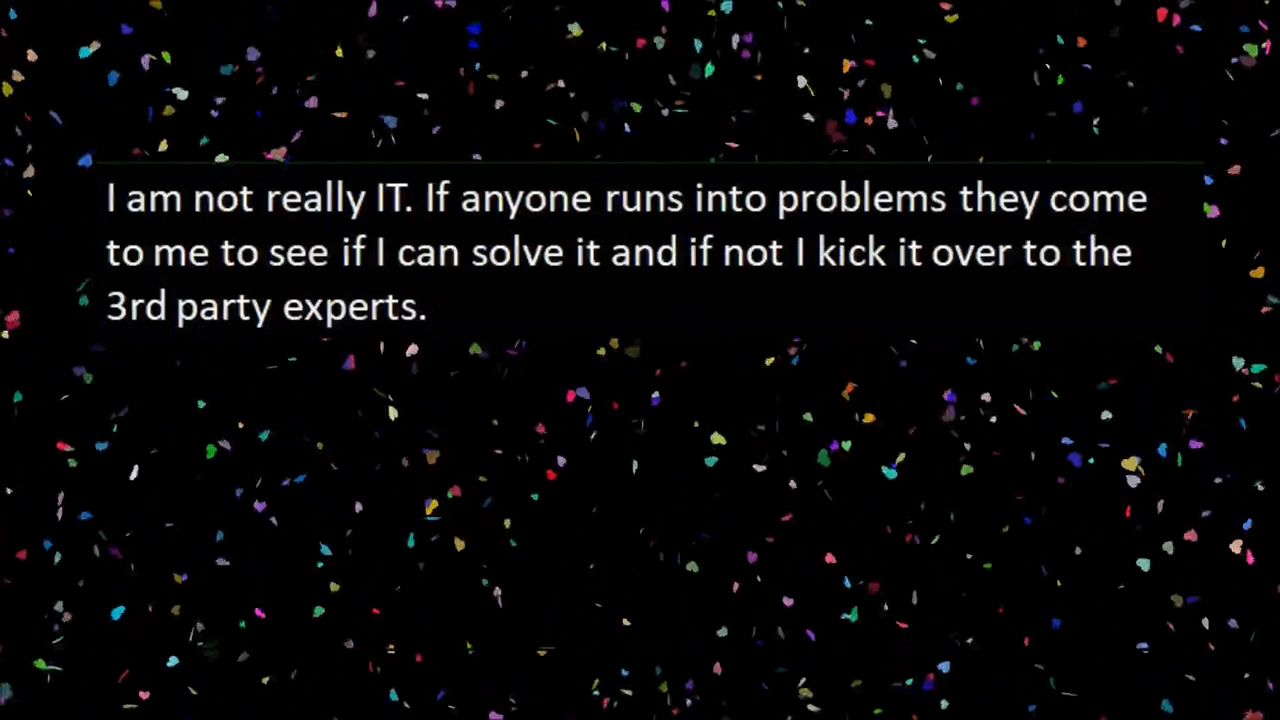 I am not really IT. If anyone runs into problems they come
to me to see if I can solve it and if not I kick it over to the
3rd party experts.